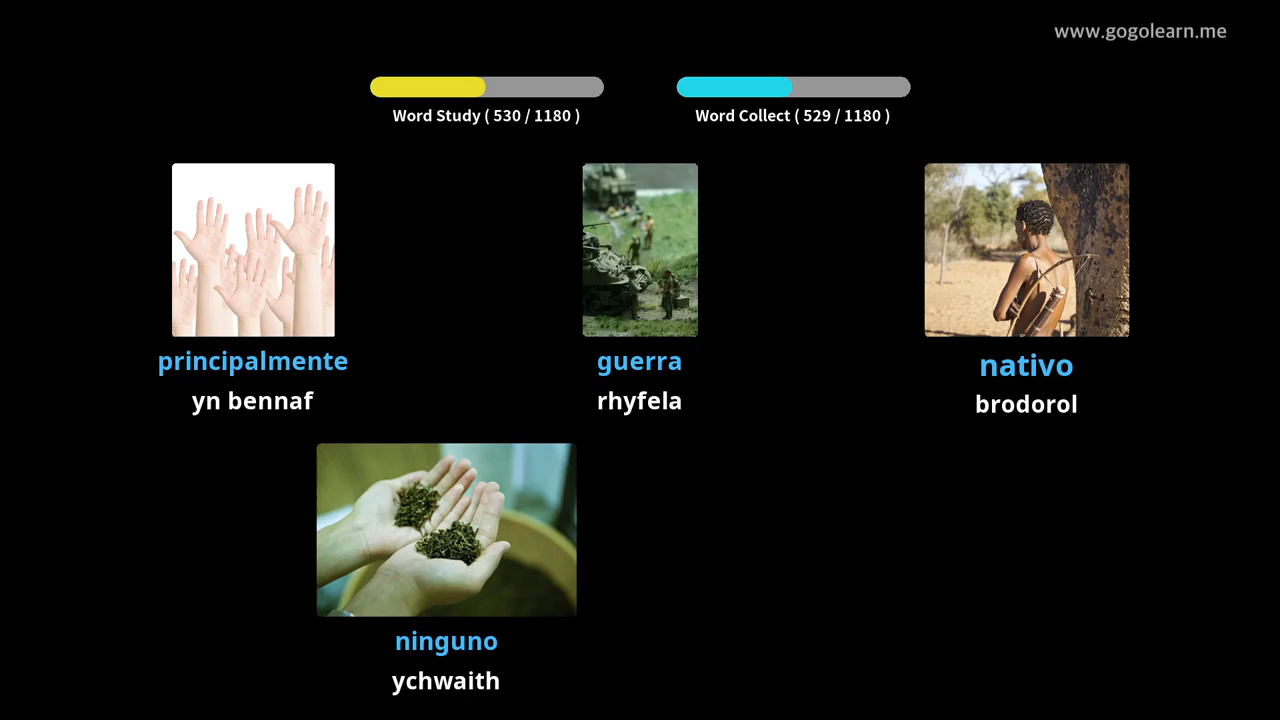 www.gogolearn.me
Word Study ( 530 / 1180 )
Word Collect ( 529 / 1180 )
principalmente
yn bennaf
guerra
rhyfela
nativo
brodorol
ninguno
ychwaith